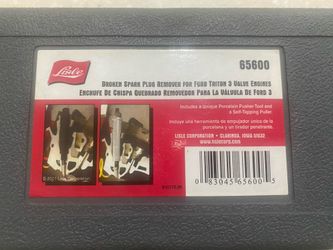 Lisle
65600
Broken Spark Plug Remover for Ford Triton 3 Valve Engines
Enchufe De Chispa Quebrado Removedor Para La Válvula De Ford 3
Includes a Unique Porcelain Pusher Tool and
a Self-Tapping Puller.
Incluye una herramienta de empujador única de la
porcelana y un tirador penetrante.
LISLE CORPORATION • CLARINDA, IOWA 51632
www.lislecorp.com
0 83045 65600 5